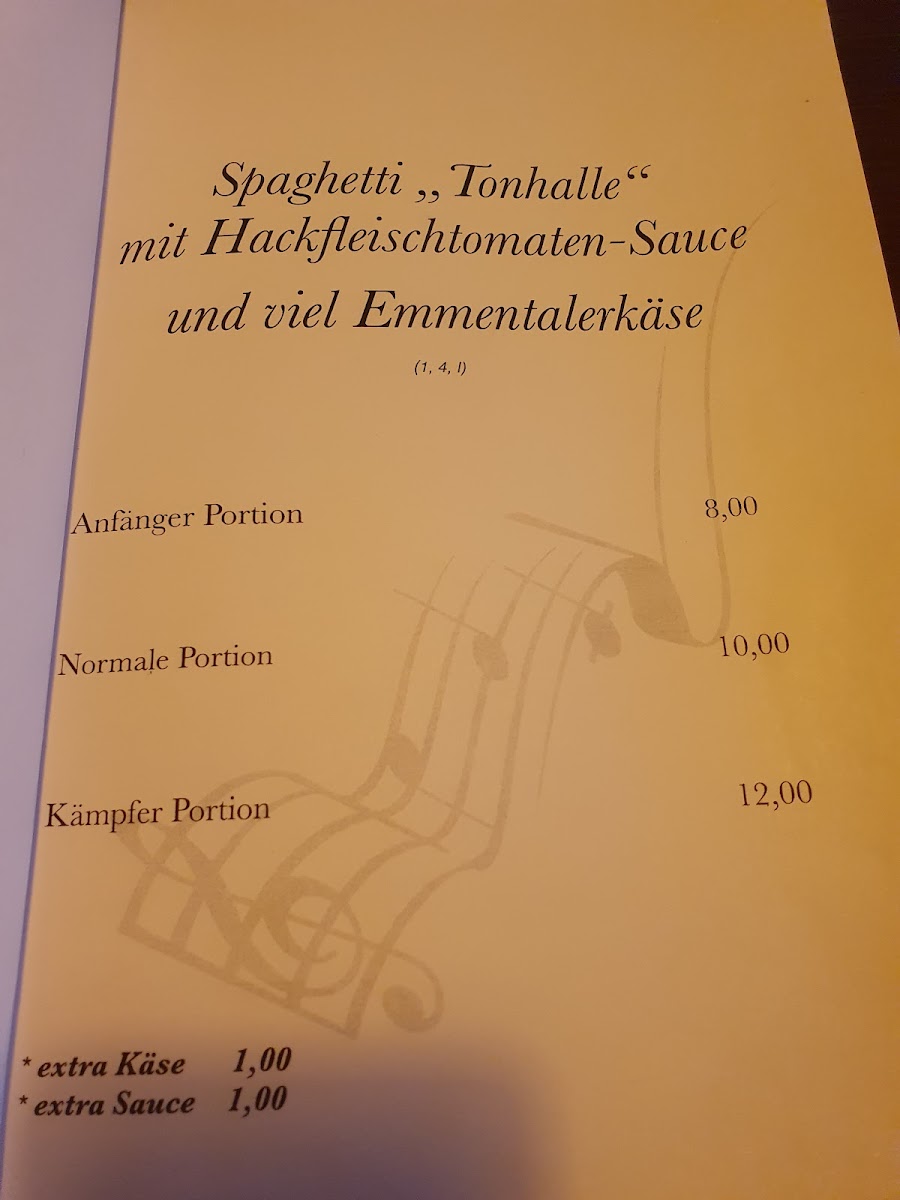 Spaghetti „Tonhalle“
mit Hackfleischtomaten-Sauce
und viel Emmentalerkäse
(1, 4, I)
Anfänger Portion 8,00
Normale Portion 10,00
Kämpfer Portion 12,00
* extra Käse 1,00
* extra Sauce 1,00